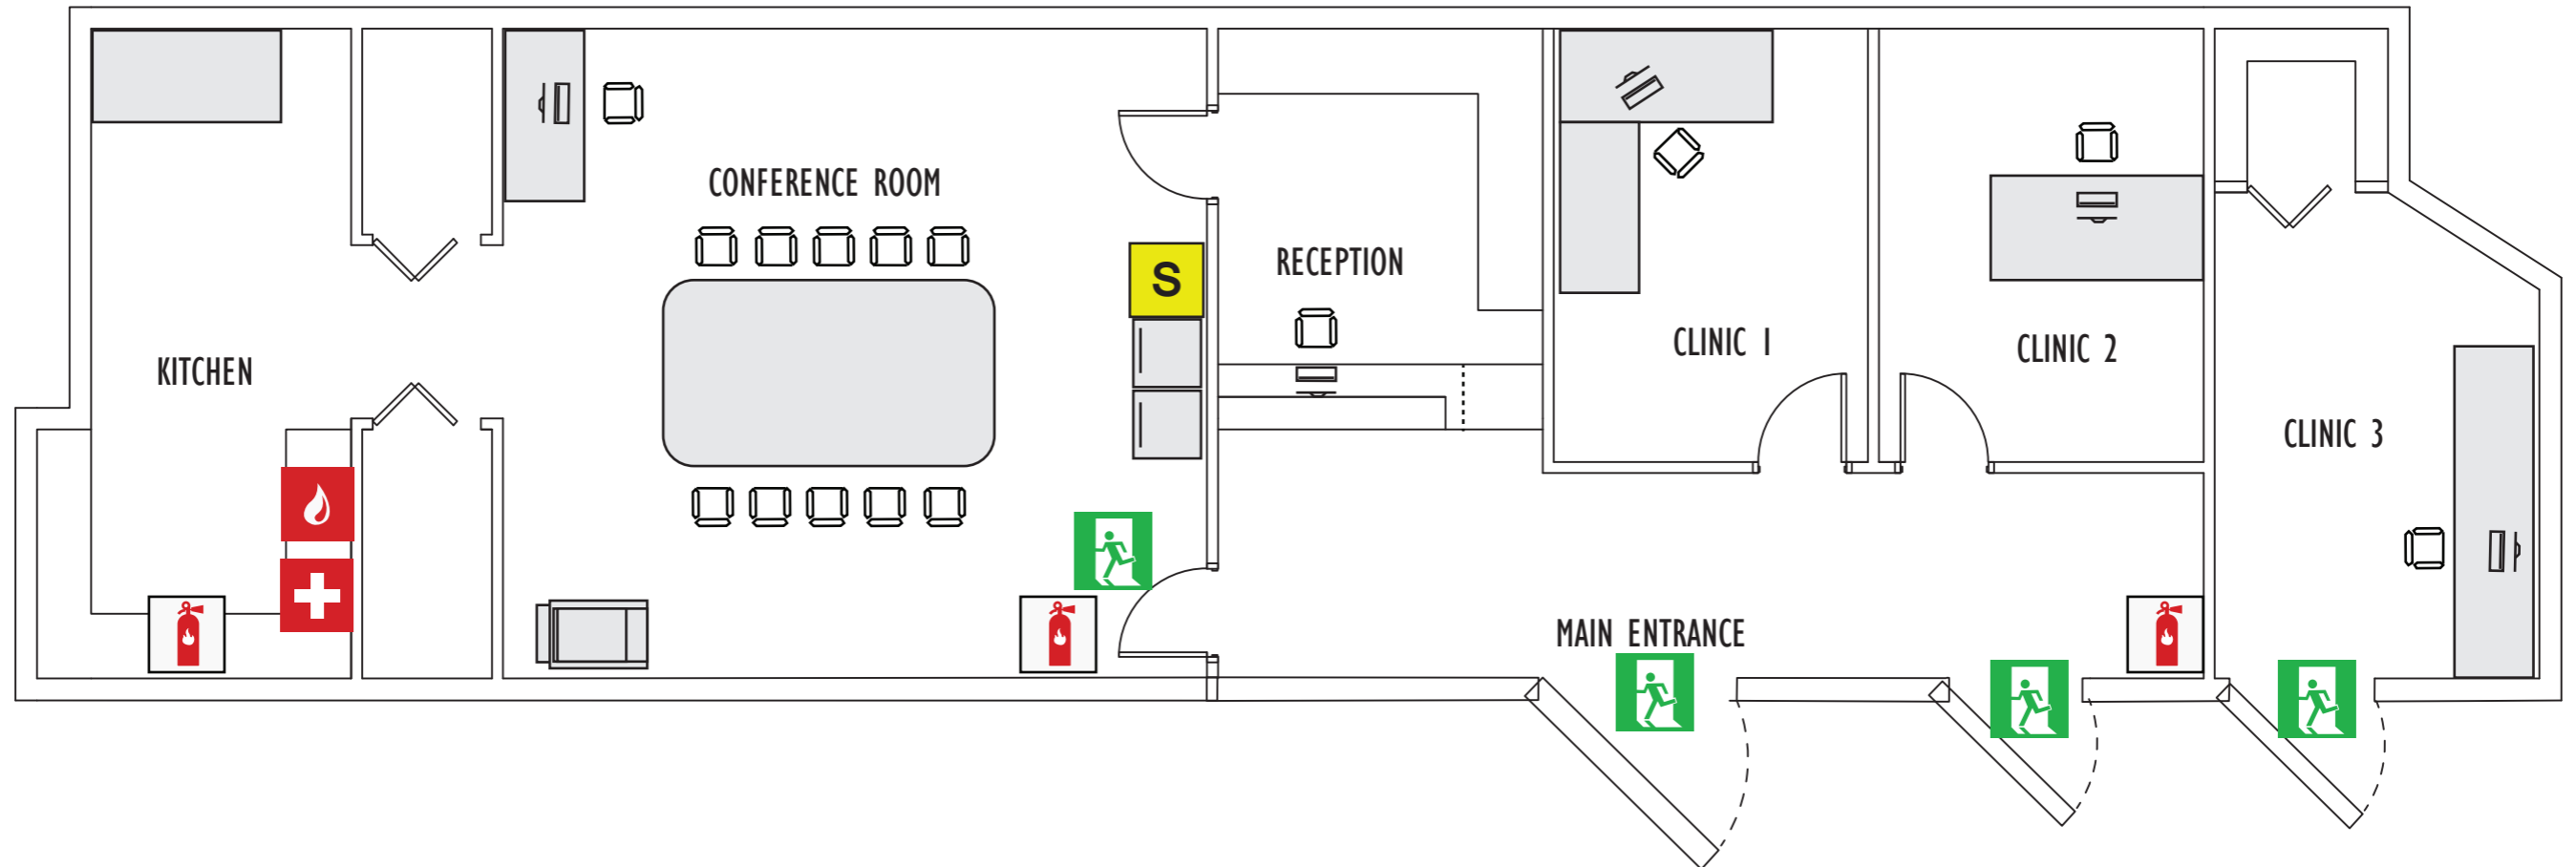 CONFERENCE ROOM
S
RECEPTION
KITCHEN
CLINIC 1
CLINIC 2
CLINIC 3
MAIN ENTRANCE